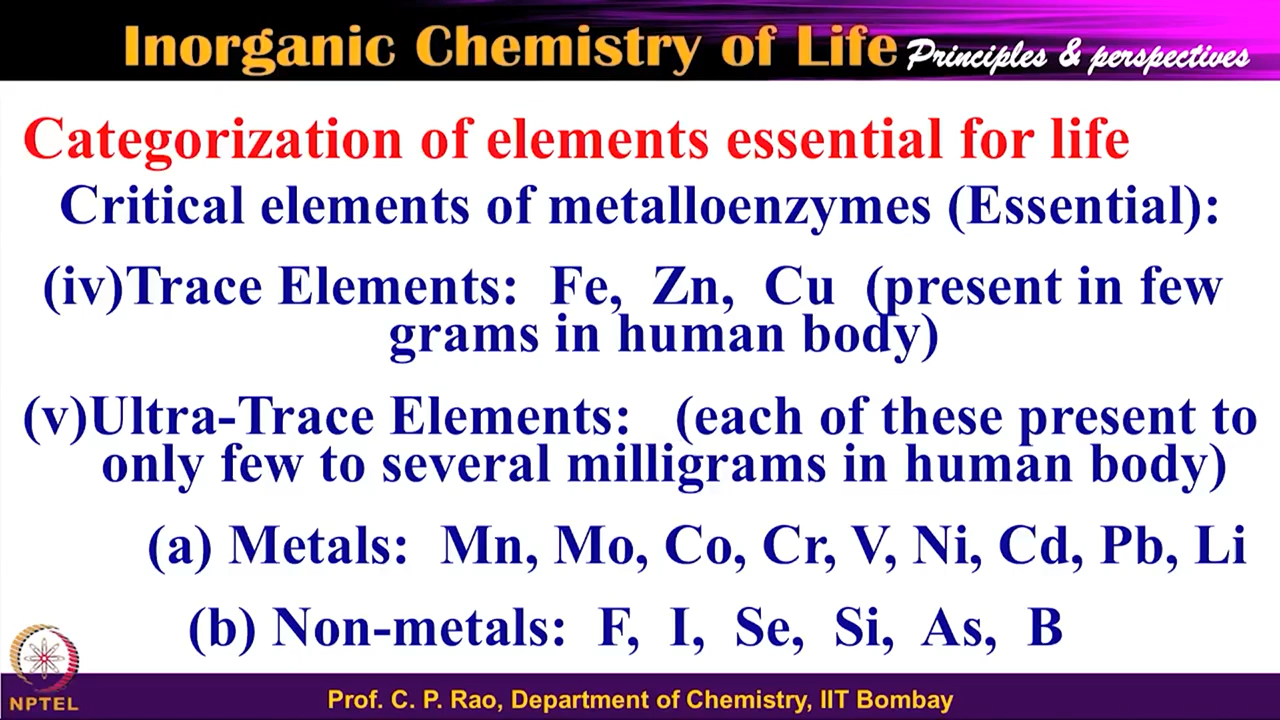 Inorganic Chemistry of Life Principles & perspectives
Categorization of elements essential for life
Critical elements of metalloenzymes (Essential):
(iv)Trace Elements: Fe, Zn, Cu (present in few
grams in human body)
(v)Ultra-Trace Elements: (each of these present to
only few to several milligrams in human body)
(a) Metals: Mn, Mo, Co, Cr, V, Ni, Cd, Pb, Li
(b) Non-metals: F, I, Se, Si, As, B
NPTEL
Prof. C. P. Rao, Department of Chemistry, IIT Bombay